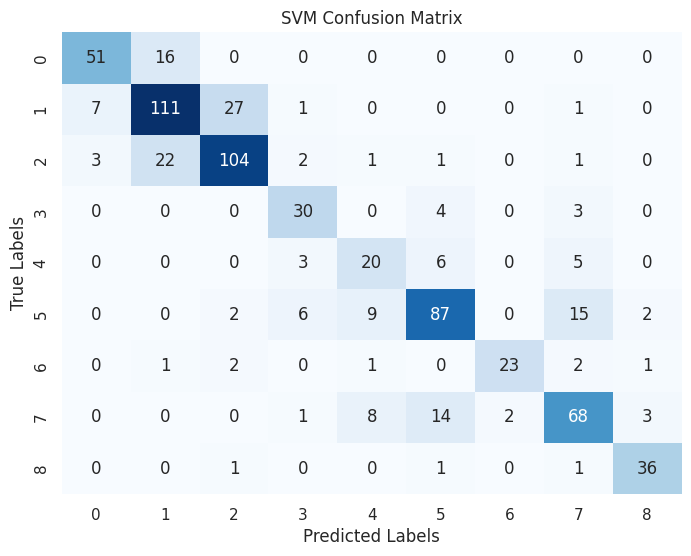 SVM Confusion Matrix
True Labels
0 51 16 0 0 0 0 0 0 0
1 7 111 27 1 0 0 0 1 0
2 3 22 104 2 1 1 0 1 0
3 0 0 0 30 0 4 0 3 0
4 0 0 0 3 20 6 0 5 0
5 0 0 2 6 9 87 0 15 2
6 0 1 2 0 1 0 23 2 1
7 0 0 0 1 8 14 2 68 3
8 0 0 1 0 0 1 0 1 36
0 1 2 3 4 5 6 7 8
Predicted Labels